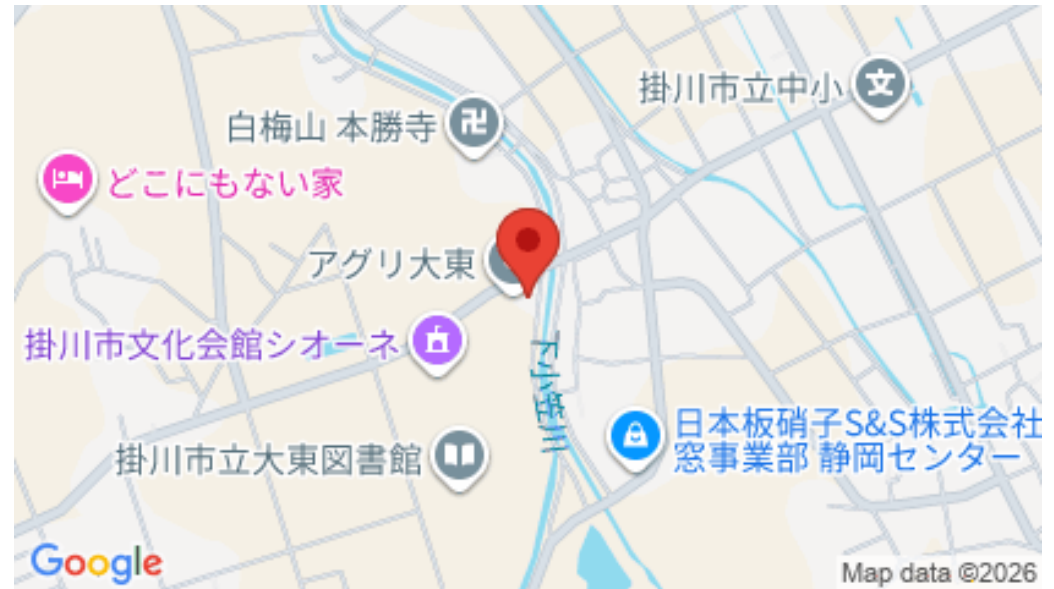 掛川市立中小
文
白梅山 本勝寺
卍
どこにもない家
アグリ大東
掛川市文化会館シオーネ
下小笠川
日本板硝子S&S株式会社
窓事業部 静岡センター
掛川市立大東図書館
Google
Map data ©2026